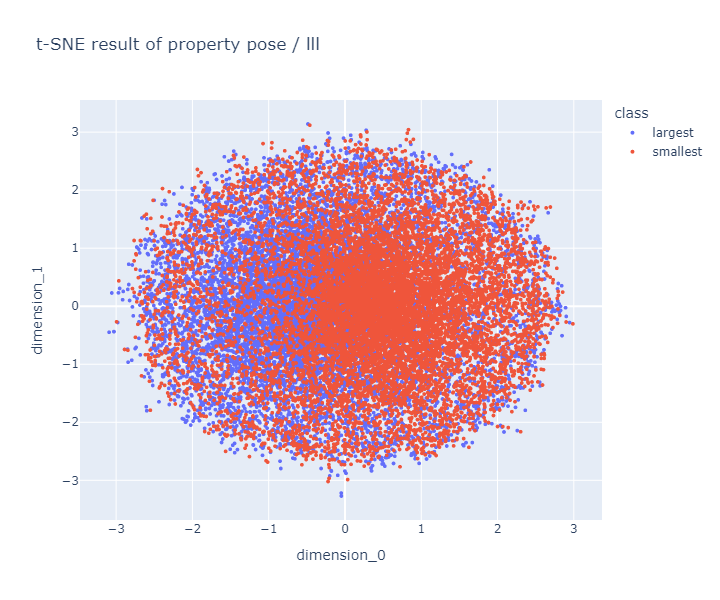 t-SNE result of property pose / lll
class
largest
smallest
3
2
1
0
−1
−2
−3
dimension_1
−3
−2
−1
0
1
2
3
dimension_0